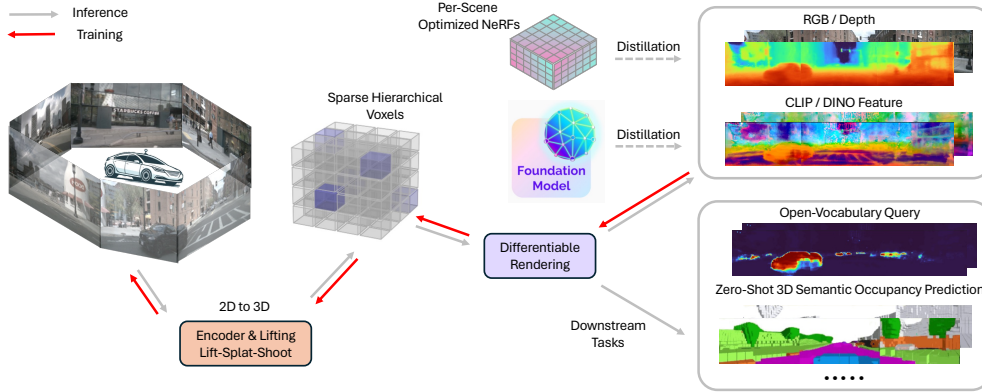 Inference
Training
Per-Scene
Optimized NeRFs
Distillation
RGB / Depth
STARBUCKS COFFEE
Sparse Hierarchical
Voxels
Foundation
Model
Distillation
CLIP / DINO Feature
Differentiable
Rendering
Open-Vocabulary Query
Zero-Shot 3D Semantic Occupancy Prediction
2D to 3D
Encoder & Lifting
Lift-Splat-Shoot
Downstream
Tasks